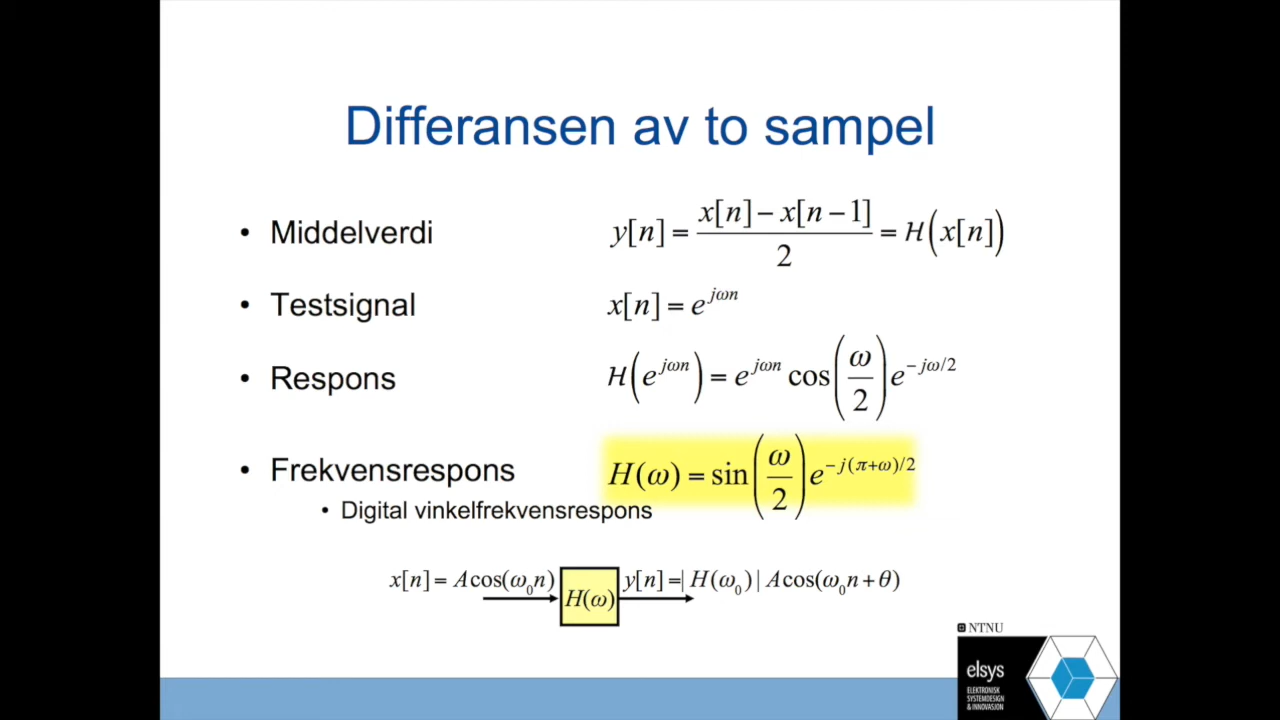 Differansen av to sampel
• Middelverdi y[n] = (x[n] − x[n−1]) / 2 = H(x[n])
• Testsignal x[n] = e^{jωn}
• Respons H(e^{jωn}) = e^{jωn} cos(ω/2) e^{−jω/2}
• Frekvensrespons H(ω) = sin(ω/2) e^{−j(π+ω)/2}
• Digital vinkelfrekvensrespons
x[n] = A cos(ω₀n) H(ω) y[n] =| H(ω₀) | A cos(ω₀n + θ)
NTNU
elsys
ELEKTRONISK
SYSTEMDESIGN
& INNOVASJON